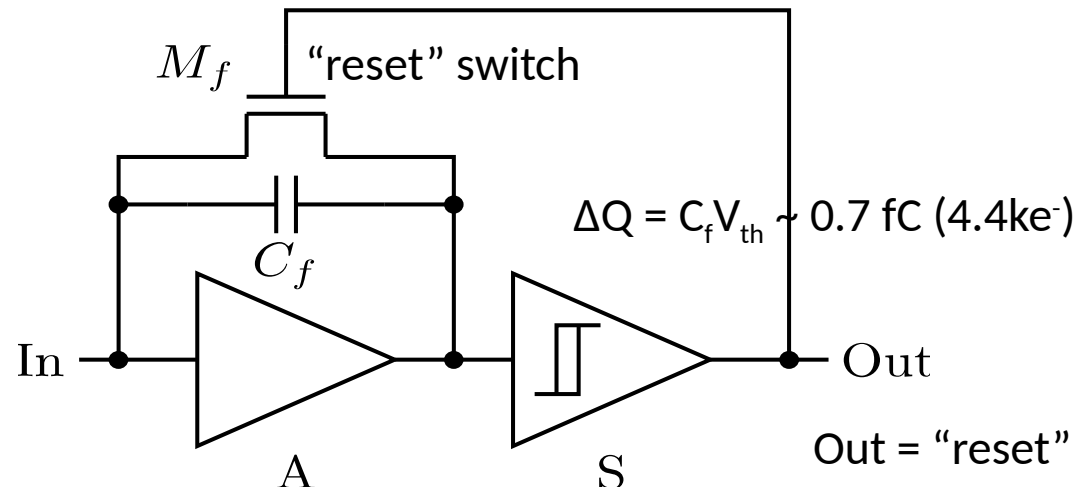 M_f "reset" switch
ΔQ = C_fV_th ~ 0.7 fC (4.4ke⁻)
C_f
In
Out
A
S
Out = "reset"